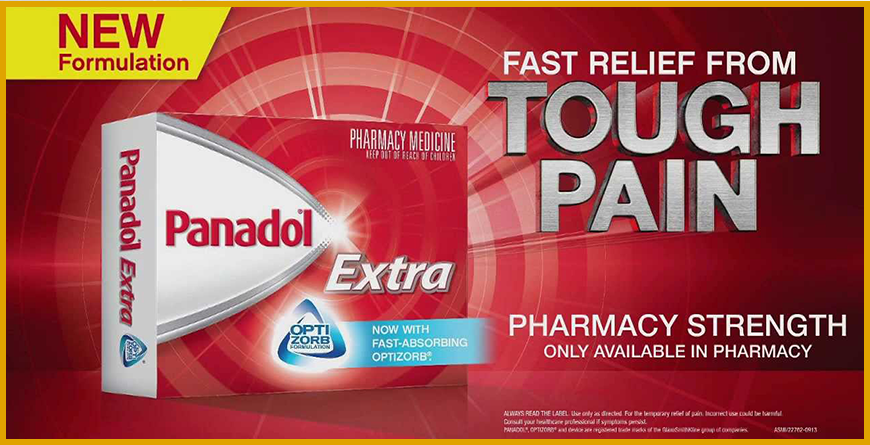 NEW
Formulation
FAST RELIEF FROM
TOUGH
PAIN
PHARMACY MEDICINE
KEEP OUT OF REACH OF CHILDREN
Panadol®
Extra
Panadol Extra
OPTI
ZORB
FORMULATION
NOW WITH
FAST-ABSORBING
OPTIZORB®
PHARMACY STRENGTH
ONLY AVAILABLE IN PHARMACY
ALWAYS READ THE LABEL. Use only as directed. For the temporary relief of pain. Incorrect use could be harmful.
Consult your healthcare professional if symptoms persist.
PANADOL®, OPTIZORB® and device are registered trade marks of the GlaxoSmithKline group of companies.
ASMI/22762-0913